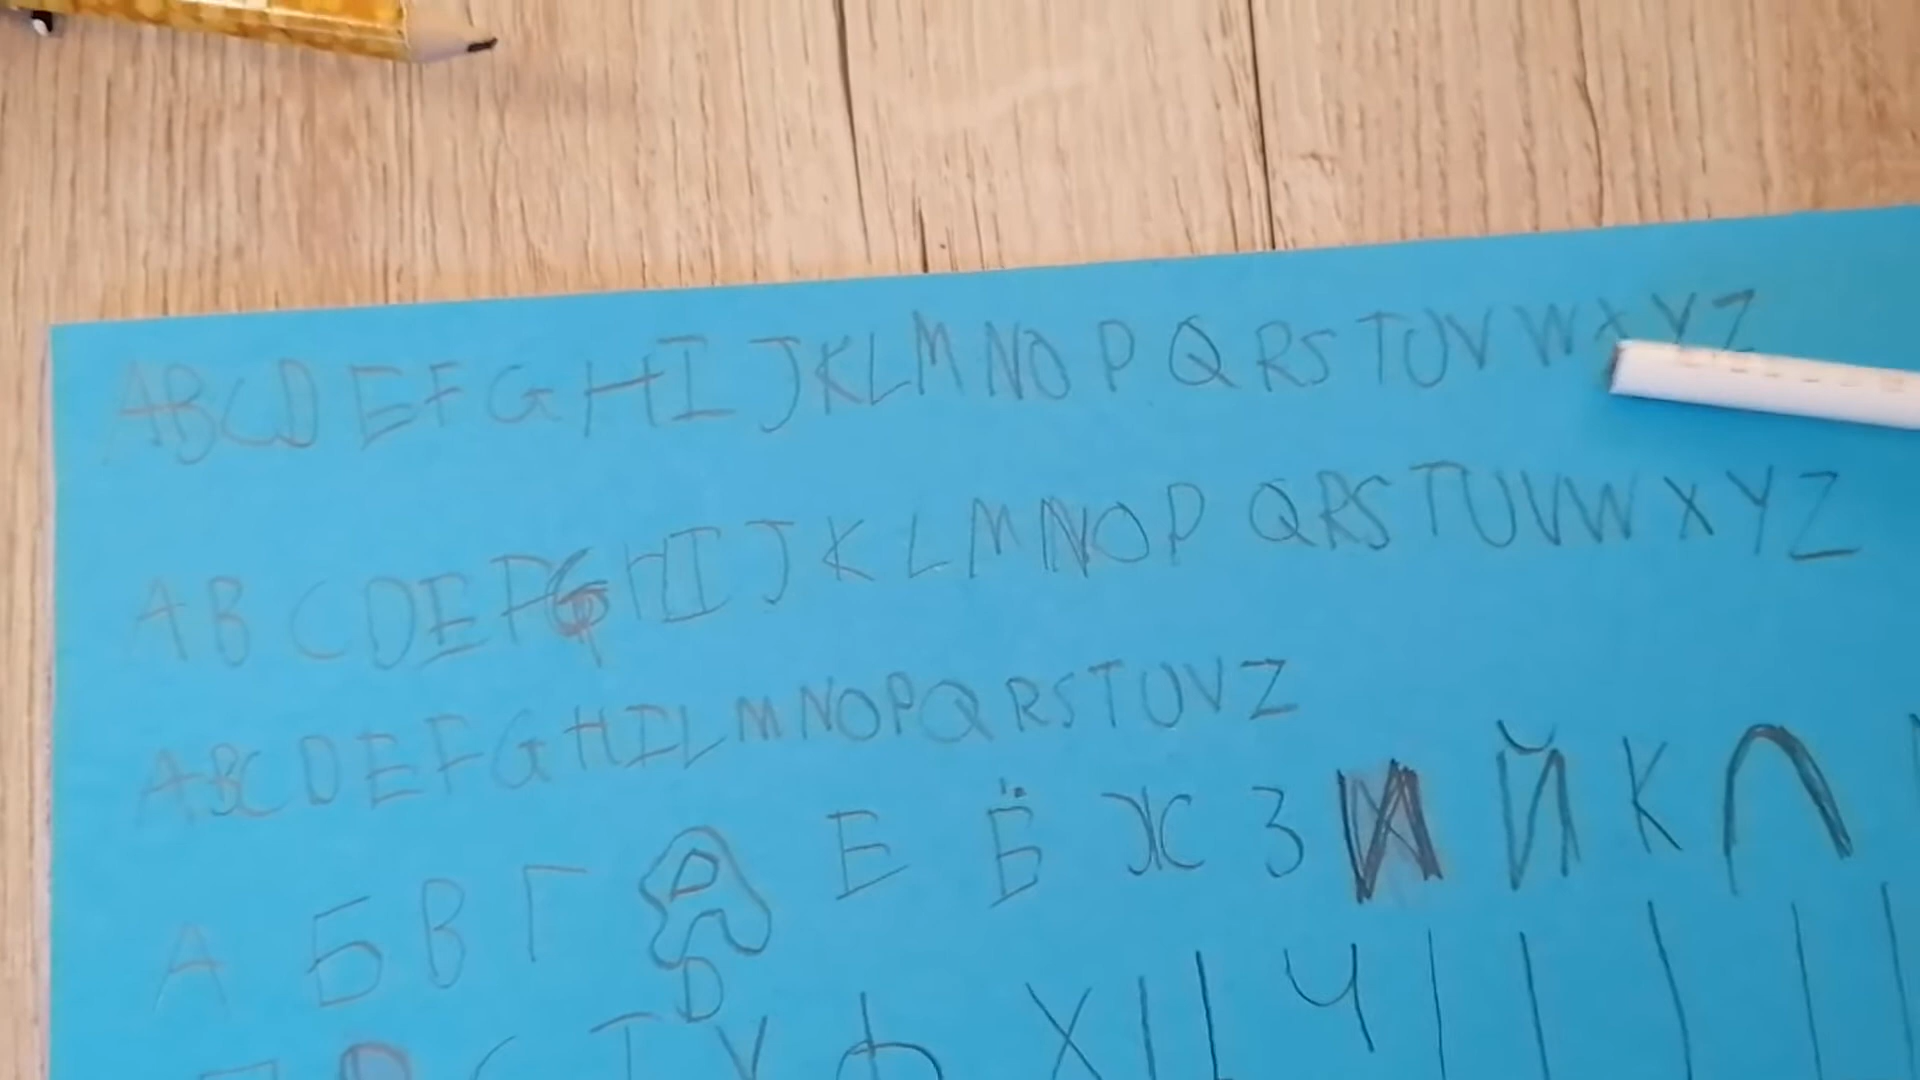 ABCDEFGHIJKLMNOPQRSTUVWXYZ
ABCDEFGHIJKLMNOPQRSTUVWXYZ
ABCDEFGHILMNOPQRSTUVZ
А Б В Г Д Е Ё Ж З И Й К Л
П Р С Т У Ф Х Ц Ч